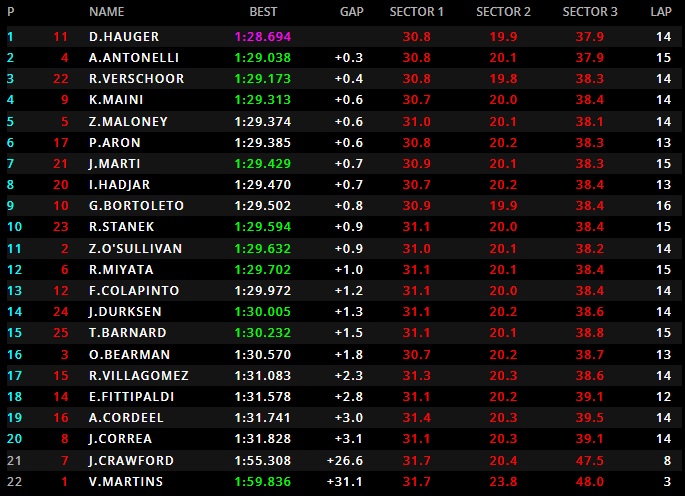 P NAME BEST GAP SECTOR 1 SECTOR 2 SECTOR 3 LAP
1 11 D.HAUGER 1:28.694 30.8 19.9 37.9 14
2 4 A.ANTONELLI 1:29.038 +0.3 30.8 20.1 37.9 15
3 22 R.VERSCHOOR 1:29.173 +0.4 30.8 19.8 38.3 14
4 9 K.MAINI 1:29.313 +0.6 30.7 20.0 38.4 14
5 5 Z.MALONEY 1:29.374 +0.6 31.0 20.1 38.1 14
6 17 P.ARON 1:29.385 +0.6 30.8 20.2 38.3 13
7 21 J.MARTI 1:29.429 +0.7 30.9 20.1 38.3 15
8 20 I.HADJAR 1:29.470 +0.7 30.7 20.2 38.4 13
9 10 G.BORTOLETO 1:29.502 +0.8 30.9 19.9 38.4 16
10 23 R.STANEK 1:29.594 +0.9 31.1 20.0 38.4 15
11 2 Z.O'SULLIVAN 1:29.632 +0.9 31.0 20.1 38.2 14
12 6 R.MIYATA 1:29.702 +1.0 31.1 20.1 38.4 15
13 12 F.COLAPINTO 1:29.972 +1.2 31.1 20.0 38.4 14
14 24 J.DURKSEN 1:30.005 +1.3 31.1 20.2 38.6 14
15 25 T.BARNARD 1:30.232 +1.5 31.1 20.1 38.8 15
16 3 O.BEARMAN 1:30.570 +1.8 30.7 20.2 38.7 13
17 15 R.VILLAGOMEZ 1:31.083 +2.3 31.3 20.3 38.6 14
18 14 E.FITTIPALDI 1:31.578 +2.8 31.1 20.2 39.1 12
19 16 A.CORDEEL 1:31.741 +3.0 31.4 20.3 39.5 14
20 8 J.CORREA 1:31.828 +3.1 31.1 20.3 39.1 14
21 7 J.CRAWFORD 1:55.308 +26.6 31.7 20.4 47.5 8
22 1 V.MARTINS 1:59.836 +31.1 31.7 23.8 48.0 3